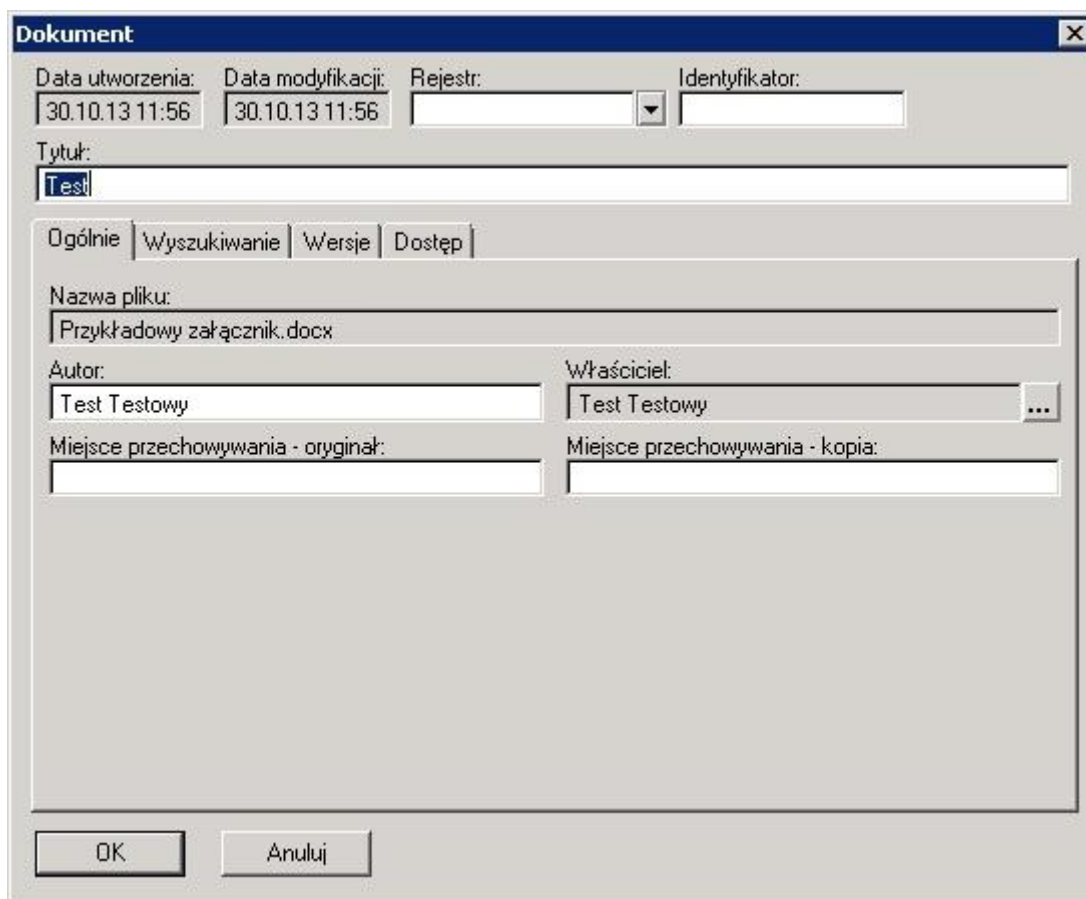 Dokument
Data utworzenia: Data modyfikacji: Rejestr: Identyfikator:
30.10.13 11:56 30.10.13 11:56
Tytuł:
Test
Ogólnie Wyszukiwanie Wersje Dostęp
Nazwa pliku:
Przykładowy załącznik.docx
Autor: Właściciel:
Test Testowy Test Testowy ...
Miejsce przechowywania - oryginał: Miejsce przechowywania - kopia:
OK Anuluj